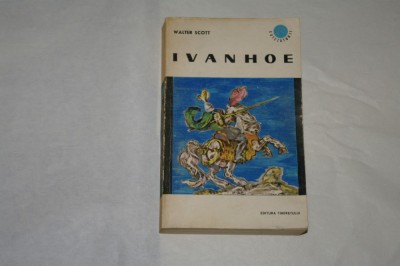 WALTER SCOTT
IVANHOE
EDITURA TINERETULUI